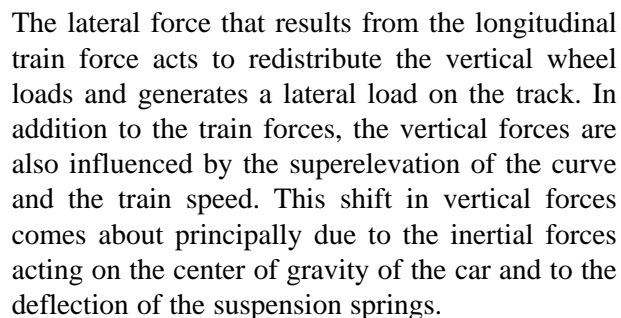 The lateral force that results from the longitudinal
train force acts to redistribute the vertical wheel
loads and generates a lateral load on the track. In
addition to the train forces, the vertical forces are
also influenced by the superelevation of the curve
and the train speed. This shift in vertical forces
comes about principally due to the inertial forces
acting on the center of gravity of the car and to the
deflection of the suspension springs.